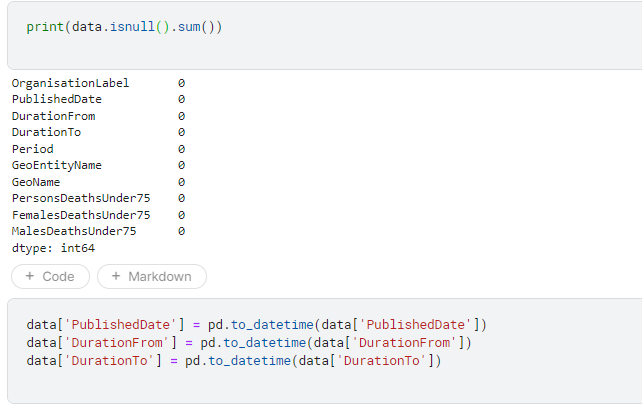 print(data.isnull().sum())
OrganisationLabel 0
PublishedDate 0
DurationFrom 0
DurationTo 0
Period 0
GeoEntityName 0
GeoName 0
PersonsDeathsUnder75 0
FemalesDeathsUnder75 0
MalesDeathsUnder75 0
dtype: int64
+ Code + Markdown
data['PublishedDate'] = pd.to_datetime(data['PublishedDate'])
data['DurationFrom'] = pd.to_datetime(data['DurationFrom'])
data['DurationTo'] = pd.to_datetime(data['DurationTo'])